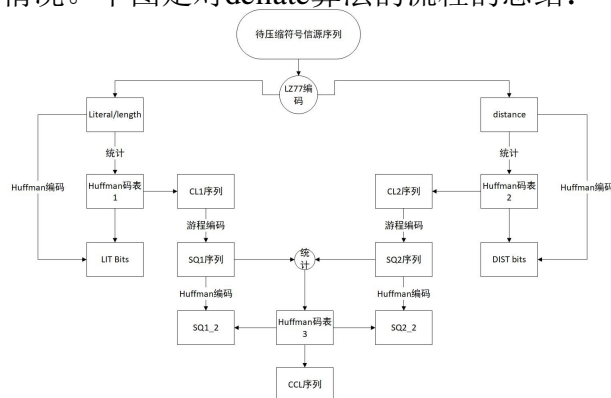 情况。下图是对deflate算法的流程的总结：
待压缩符号信源序列
LZ77编
码
Literal/length
distance
统计
统计
Huffman编码
Huffman码表
1
CL1序列
CL2序列
Huffman码表
2
Huffman编码
游程编码
游程编码
LIT Bits
SQ1序列
统
计
SQ2序列
DIST bits
Huffman编码
Huffman编码
SQ1_2
Huffman码表
3
SQ2_2
CCL序列